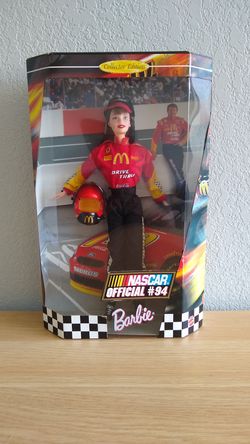 Collector Edition
DRIVE
THRU
NASCAR
OFFICIAL #94
Barbie